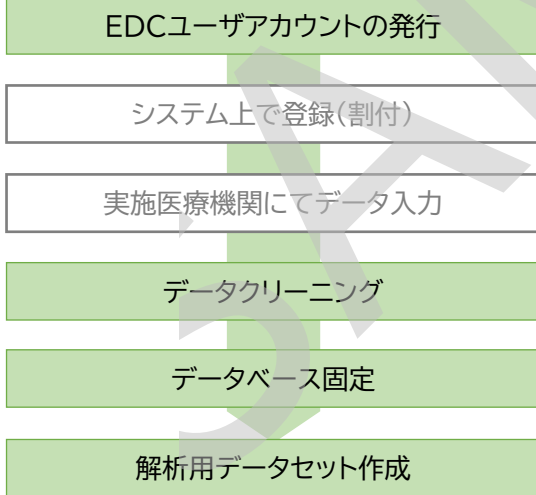 EDCユーザアカウントの発行
システム上で登録(割付)
実施医療機関にてデータ入力
データクリーニング
データベース固定
解析用データセット作成